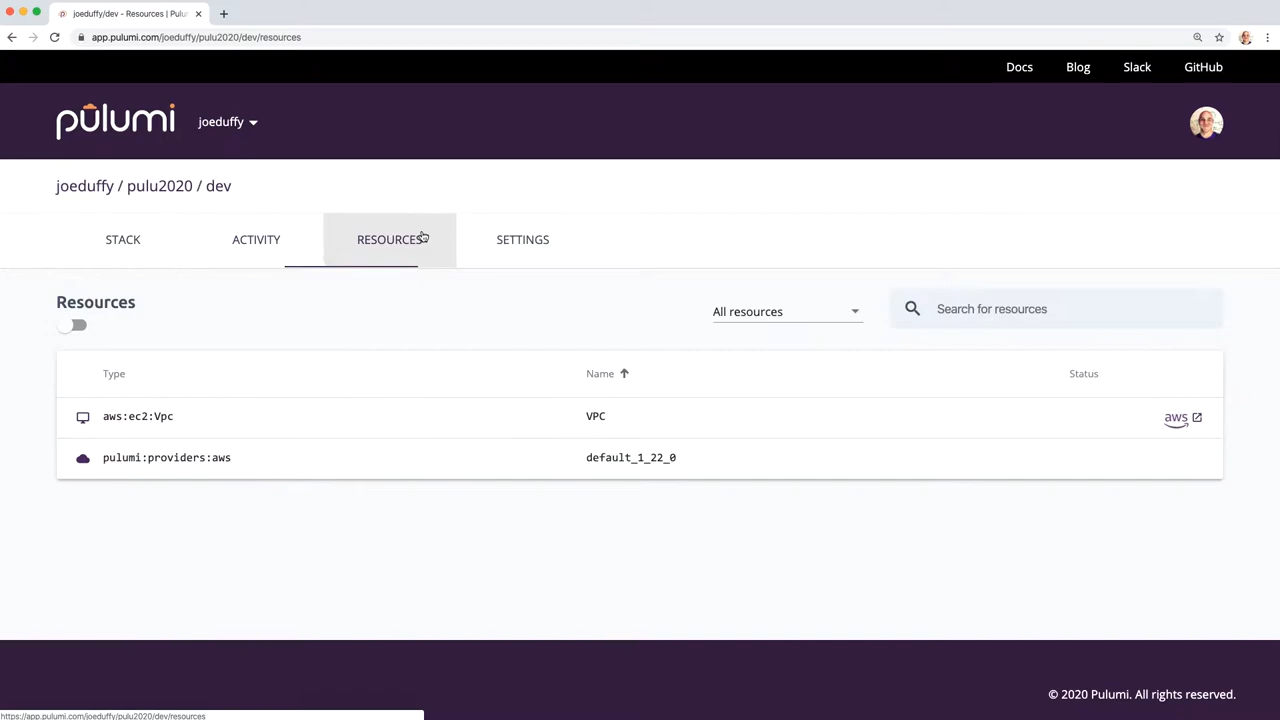 joeduffy/dev - Resources | Pulu
app.pulumi.com/joeduffy/pulu2020/dev/resources
Docs Blog Slack GitHub
pulumi joeduffy
joeduffy / pulu2020 / dev
STACK ACTIVITY RESOURCES SETTINGS
Resources
All resources
Search for resources
Type Name Status
aws:ec2:Vpc VPC aws
pulumi:providers:aws default_1_22_0
© 2020 Pulumi. All rights reserved.
https://app.pulumi.com/joeduffy/pulu2020/dev/resources